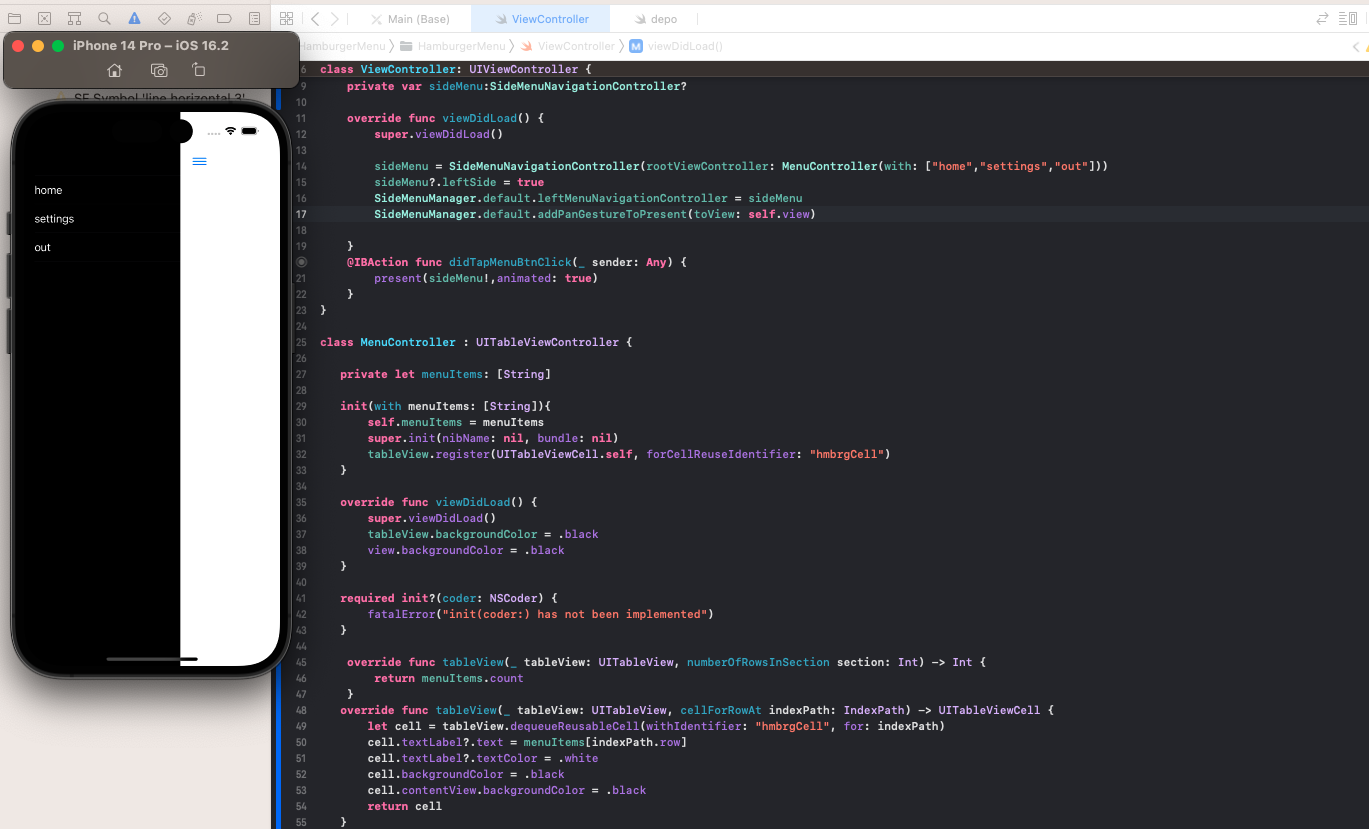 Main (Base)
ViewController
depo
iPhone 14 Pro – iOS 16.2
HamburgerMenu
HamburgerMenu
ViewController
M
viewDidLoad()
SF Symbol 'line.horizontal.3'
home
settings
out
6 class ViewController: UIViewController {
9 private var sideMenu:SideMenuNavigationController?
10
11 override func viewDidLoad() {
12 super.viewDidLoad()
13
14 sideMenu = SideMenuNavigationController(rootViewController: MenuController(with: ["home","settings","out"]))
15 sideMenu?.leftSide = true
16 SideMenuManager.default.leftMenuNavigationController = sideMenu
17 SideMenuManager.default.addPanGestureToPresent(toView: self.view)
18
19 }
@IBAction func didTapMenuBtnClick(_ sender: Any) {
21 present(sideMenu!,animated: true)
22 }
23 }
24
25 class MenuController : UITableViewController {
26
27 private let menuItems: [String]
28
29 init(with menuItems: [String]){
30 self.menuItems = menuItems
31 super.init(nibName: nil, bundle: nil)
32 tableView.register(UITableViewCell.self, forCellReuseIdentifier: "hmbrgCell")
33 }
34
35 override func viewDidLoad() {
36 super.viewDidLoad()
37 tableView.backgroundColor = .black
38 view.backgroundColor = .black
39 }
40
41 required init?(coder: NSCoder) {
42 fatalError("init(coder:) has not been implemented")
43 }
44
45 override func tableView(_ tableView: UITableView, numberOfRowsInSection section: Int) -> Int {
46 return menuItems.count
47 }
48 override func tableView(_ tableView: UITableView, cellForRowAt indexPath: IndexPath) -> UITableViewCell {
49 let cell = tableView.dequeueReusableCell(withIdentifier: "hmbrgCell", for: indexPath)
50 cell.textLabel?.text = menuItems[indexPath.row]
51 cell.textLabel?.textColor = .white
52 cell.backgroundColor = .black
53 cell.contentView.backgroundColor = .black
54 return cell
55 }